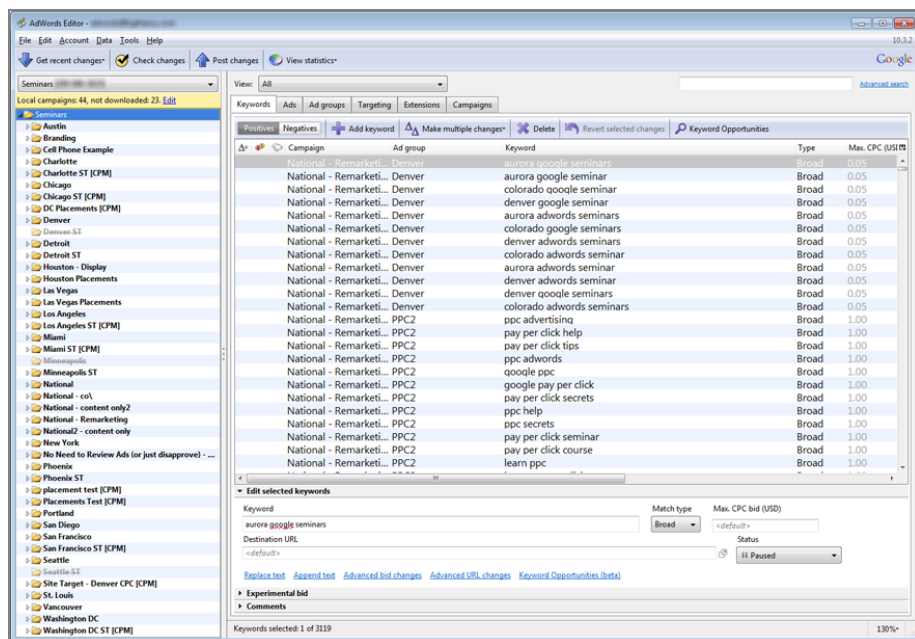 AdWords Editor -
File Edit Account Data Tools Help
10.3.2
Get recent changes Check changes Post changes View statistics
Google
Seminars
View: All
Advanced search
Local campaigns: 44, not downloaded: 23. Edit
Keywords Ads Ad groups Targeting Extensions Campaigns
Positives Negatives Add keyword Make multiple changes Delete Revert selected changes Keyword Opportunities
Campaign Ad group Keyword Type Max. CPC (USI
Seminars
Austin
Branding
Cell Phone Example
Charlotte
Charlotte ST [CPM]
Chicago
Chicago ST [CPM]
DC Placements [CPM]
Denver
Denver ST
Detroit
Detroit ST
Houston - Display
Houston Placements
Las Vegas
Las Vegas Placements
Los Angeles
Los Angeles ST [CPM]
Miami
Miami ST [CPM]
Minneapolis
Minneapolis ST
National
National - co\
National - content only2
National - Remarketing
National2 - content only
New York
No Need to Review Ads (or just disapprove) - ...
Phoenix
Phoenix ST
placement test [CPM]
Placements Test [CPM]
Portland
San Diego
San Francisco
San Francisco ST [CPM]
Seattle
Seattle ST
Site Target - Denver CPC [CPM]
St. Louis
Vancouver
Washington DC
Washington DC ST [CPM]
National - Remarketi... Denver aurora google seminars Broad 0.05
National - Remarketi... Denver aurora google seminar Broad 0.05
National - Remarketi... Denver colorado google seminar Broad 0.05
National - Remarketi... Denver denver google seminar Broad 0.05
National - Remarketi... Denver aurora adwords seminars Broad 0.05
National - Remarketi... Denver colorado google seminars Broad 0.05
National - Remarketi... Denver denver adwords seminars Broad 0.05
National - Remarketi... Denver colorado adwords seminar Broad 0.05
National - Remarketi... Denver aurora adwords seminar Broad 0.05
National - Remarketi... Denver denver adwords seminar Broad 0.05
National - Remarketi... Denver denver google seminars Broad 0.05
National - Remarketi... Denver colorado adwords seminars Broad 0.05
National - Remarketi... PPC2 ppc advertising Broad 1.00
National - Remarketi... PPC2 pay per click help Broad 1.00
National - Remarketi... PPC2 pay per click tips Broad 1.00
National - Remarketi... PPC2 ppc adwords Broad 1.00
National - Remarketi... PPC2 google ppc Broad 1.00
National - Remarketi... PPC2 google pay per click Broad 1.00
National - Remarketi... PPC2 pay per click secrets Broad 1.00
National - Remarketi... PPC2 ppc help Broad 1.00
National - Remarketi... PPC2 ppc secrets Broad 1.00
National - Remarketi... PPC2 pay per click seminar Broad 1.00
National - Remarketi... PPC2 pay per click course Broad 1.00
National - Remarketi... PPC2 learn ppc Broad 1.00
Edit selected keywords
Keyword Match type Max. CPC bid (USD)
aurora google seminars Broad <default>
Destination URL Status
<default> Paused
Replace text Append text Advanced bid changes Advanced URL changes Keyword Opportunities (beta)
Experimental bid
Comments
Keywords selected: 1 of 3119
130%